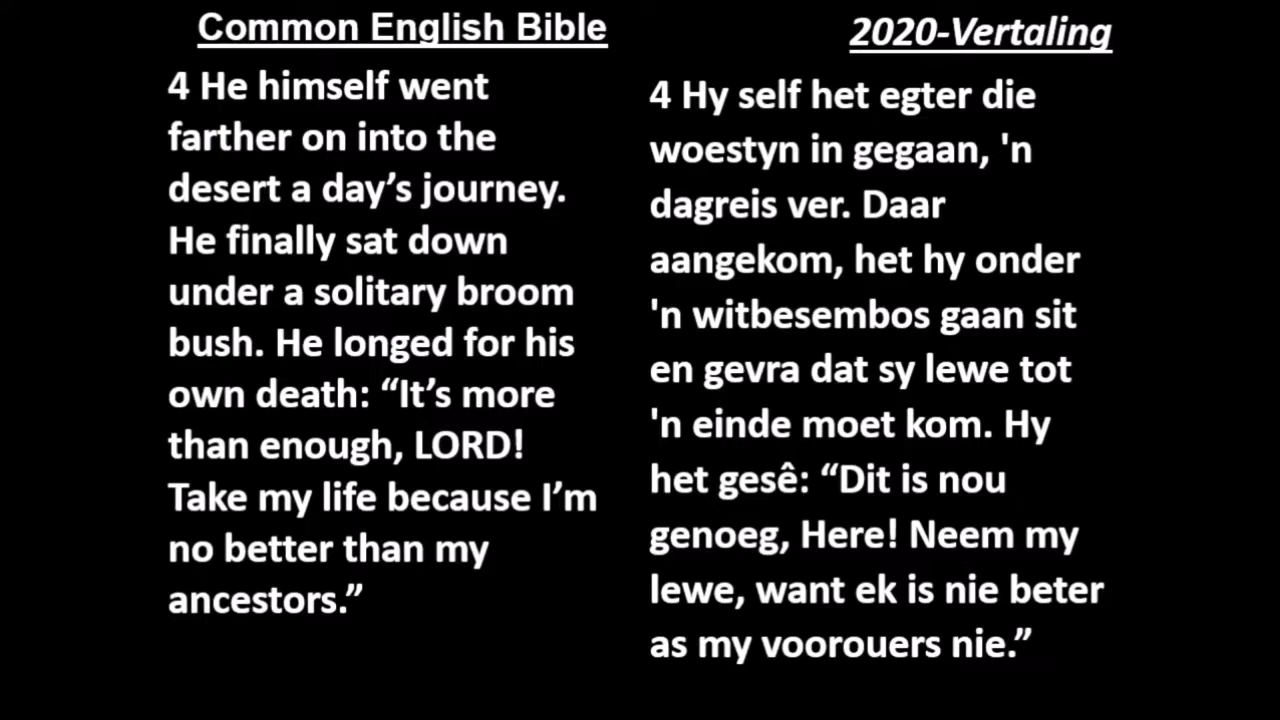 Common English Bible
4 He himself went
farther on into the
desert a day’s journey.
He finally sat down
under a solitary broom
bush. He longed for his
own death: “It’s more
than enough, LORD!
Take my life because I’m
no better than my
ancestors.”
2020-Vertaling
4 Hy self het egter die
woestyn in gegaan, 'n
dagreis ver. Daar
aangekom, het hy onder
'n witbesembos gaan sit
en gevra dat sy lewe tot
'n einde moet kom. Hy
het gesê: “Dit is nou
genoeg, Here! Neem my
lewe, want ek is nie beter
as my voorouers nie.”